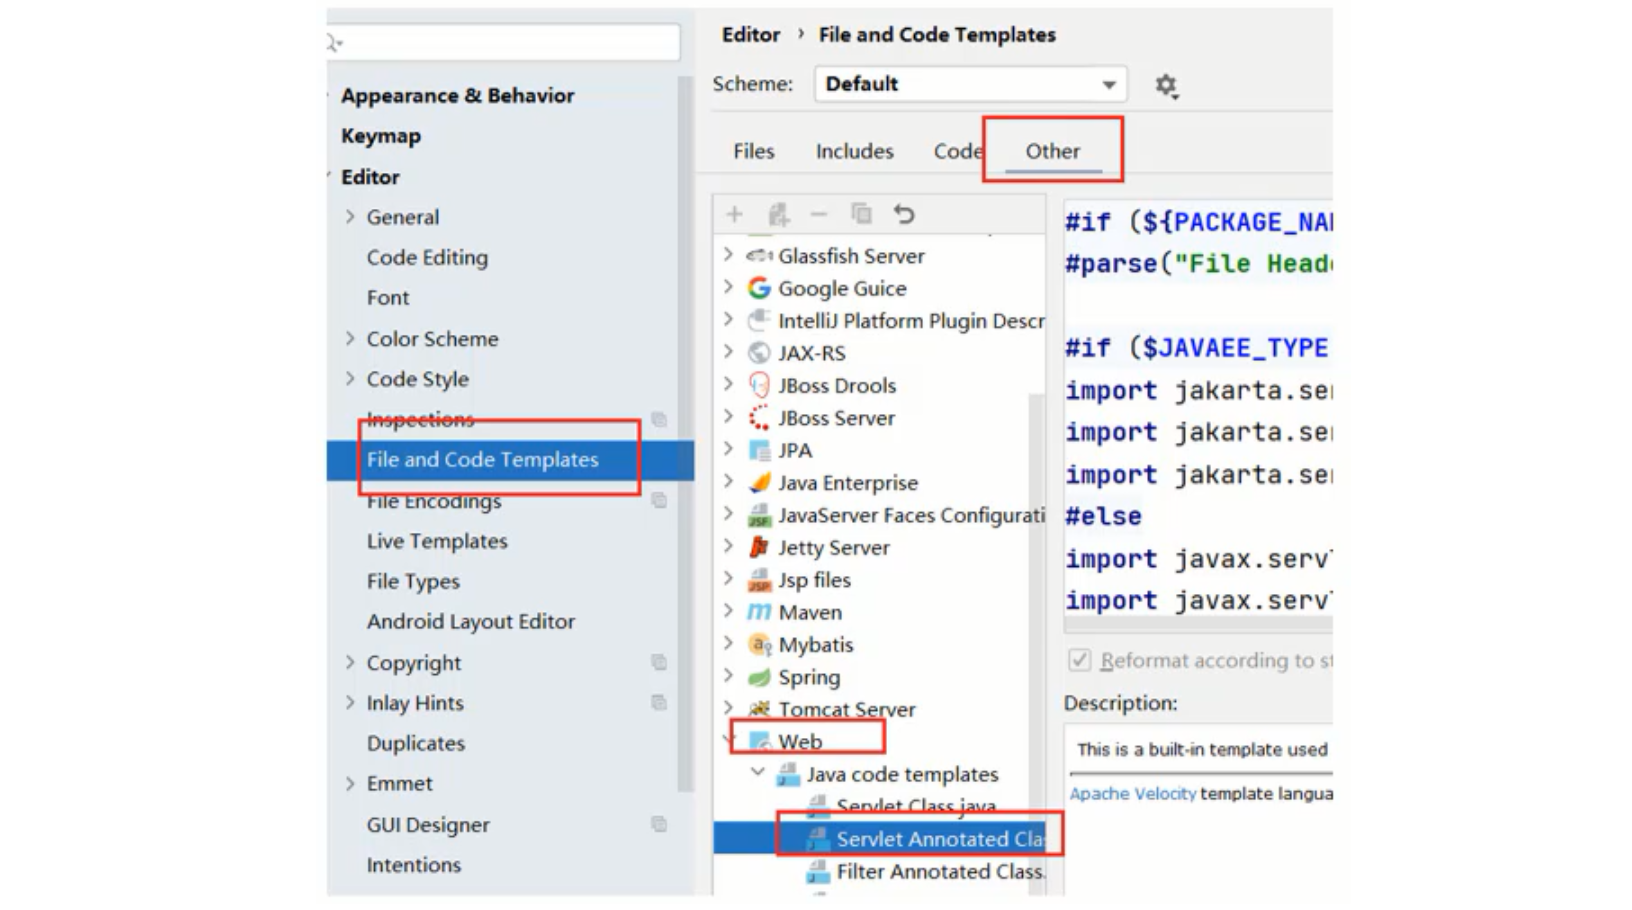 Appearance & Behavior
Keymap
Editor
General
Code Editing
Font
Color Scheme
Code Style
Inspections
File and Code Templates
File Encodings
Live Templates
File Types
Android Layout Editor
Copyright
Inlay Hints
Duplicates
Emmet
GUI Designer
Intentions
Editor › File and Code Templates
Scheme: Default
Files Includes Code Other
Glassfish Server
Google Guice
IntelliJ Platform Plugin Descr
JAX-RS
JBoss Drools
JBoss Server
JPA
Java Enterprise
JavaServer Faces Configurati
Jetty Server
Jsp files
Maven
Mybatis
Spring
Tomcat Server
Web
Java code templates
Servlet Class.java
Servlet Annotated Cla
Filter Annotated Class.
#if (${PACKAGE_NA
#parse("File Head
#if ($JAVAEE_TYPE
import jakarta.se
import jakarta.se
import jakarta.se
#else
import javax.serv
import javax.serv
Reformat according to st
Description:
This is a built-in template used
Apache Velocity template langua